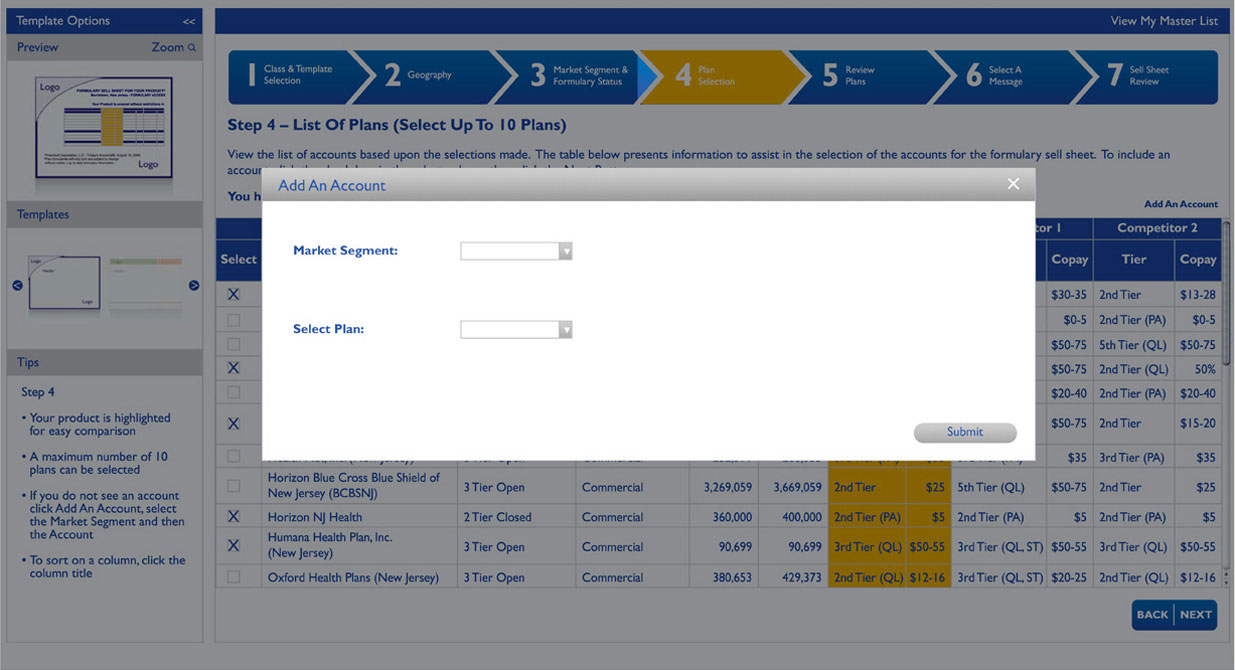 Template Options <<
Preview Zoom
Logo
FORMULARY SELL SHEET FOR YOUR PRODUCT*
Logo
Templates
Logo
Header
Logo
Tips
Step 4
• Your product is highlighted
for easy comparison
• A maximum number of 10
plans can be selected
• If you do not see an account
click Add An Account, select
the Market Segment and then
the Account
• To sort on a column, click the
column title
View My Master List
1 Class & Template
Selection
2 Geography
3 Market Segment &
Formulary Status
4 Plan
Selection
5 Review
Plans
6 Select A
Message
7 Sell Sheet
Review
Step 4 – List Of Plans (Select Up To 10 Plans)
View the list of accounts based upon the selections made. The table below presents information to assist in the selection of the accounts for the formulary sell sheet. To include an
You h
Add An Account
Add An Account
Market Segment:
Select Plan:
Submit
tor 1 Competitor 2
Select Copay Tier Copay
X $30-35 2nd Tier $13-28
$0-5 2nd Tier (PA) $0-5
$50-75 5th Tier (QL) $50-75
X $50-75 2nd Tier (QL) 50%
$20-40 2nd Tier (PA) $20-40
X $50-75 2nd Tier $15-20
$35 3rd Tier (PA) $35
Horizon Blue Cross Blue Shield of
New Jersey (BCBSNJ) 3 Tier Open Commercial 3,269,059 3,669,059 2nd Tier $25 5th Tier (QL) $50-75 2nd Tier $25
X Horizon NJ Health 2 Tier Closed Commercial 360,000 400,000 2nd Tier (PA) $5 2nd Tier (PA) $5 2nd Tier (PA) $5
Humana Health Plan, Inc.
X (New Jersey) 3 Tier Open Commercial 90,699 90,699 3rd Tier (QL) $50-55 3rd Tier (QL, ST) $50-55 3rd Tier (QL) $50-55
Oxford Health Plans (New Jersey) 3 Tier Open Commercial 380,653 429,373 2nd Tier (QL) $12-16 3rd Tier (QL, ST) $20-25 2nd Tier (QL) $12-16
BACK NEXT